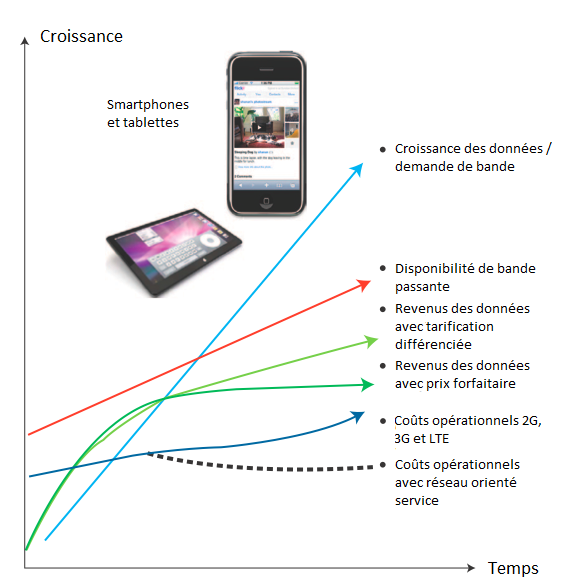 Croissance
Smartphones
et tablettes
Croissance des données /
demande de bande
Disponibilité de bande
passante
Revenus des données
avec tarification
différenciée
Revenus des données
avec prix forfaitaire
Coûts opérationnels 2G,
3G et LTE
Coûts opérationnels
avec réseau orienté
service
Temps